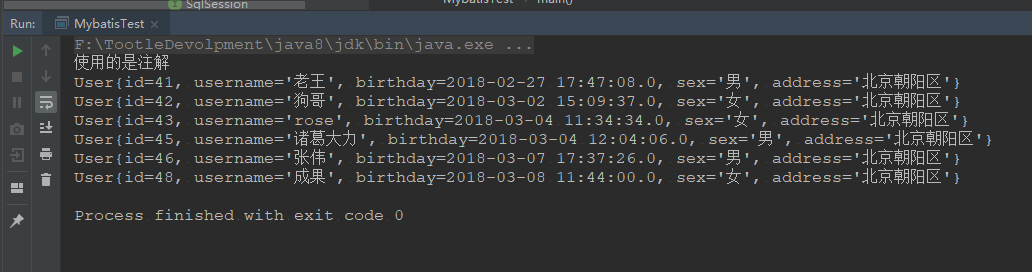 SqlSession
MybatisTest
main()
Run:
MybatisTest
F:\TootleDevolpment\java8\jdk\bin\java.exe ...
使用的是注解
User{id=41, username='老王', birthday=2018-02-27 17:47:08.0, sex='男', address='北京朝阳区'}
User{id=42, username='狗哥', birthday=2018-03-02 15:09:37.0, sex='女', address='北京朝阳区'}
User{id=43, username='rose', birthday=2018-03-04 11:34:34.0, sex='女', address='北京朝阳区'}
User{id=45, username='诸葛大力', birthday=2018-03-04 12:04:06.0, sex='男', address='北京朝阳区'}
User{id=46, username='张伟', birthday=2018-03-07 17:37:26.0, sex='男', address='北京朝阳区'}
User{id=48, username='成果', birthday=2018-03-08 11:44:00.0, sex='女', address='北京朝阳区'}
Process finished with exit code 0